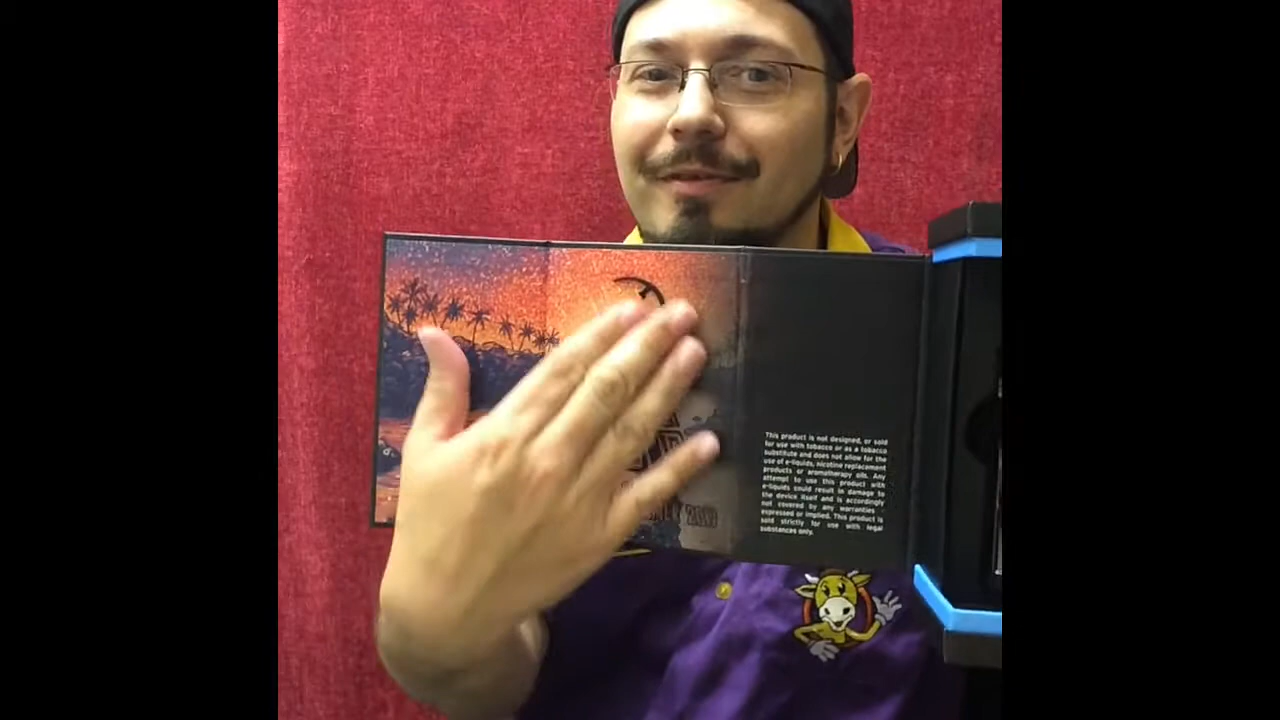 This product is not designed, or sold
for use with tobacco or as a tobacco
substitute and does not allow for the
use of e-liquids, nicotine replacement
products or aromatherapy oils. Any
attempt to use this product with
e-liquids could result in damage to
the device itself and is accordingly
not covered by any warranties -
expressed or implied. This product is
sold strictly for use with legal
substances only.